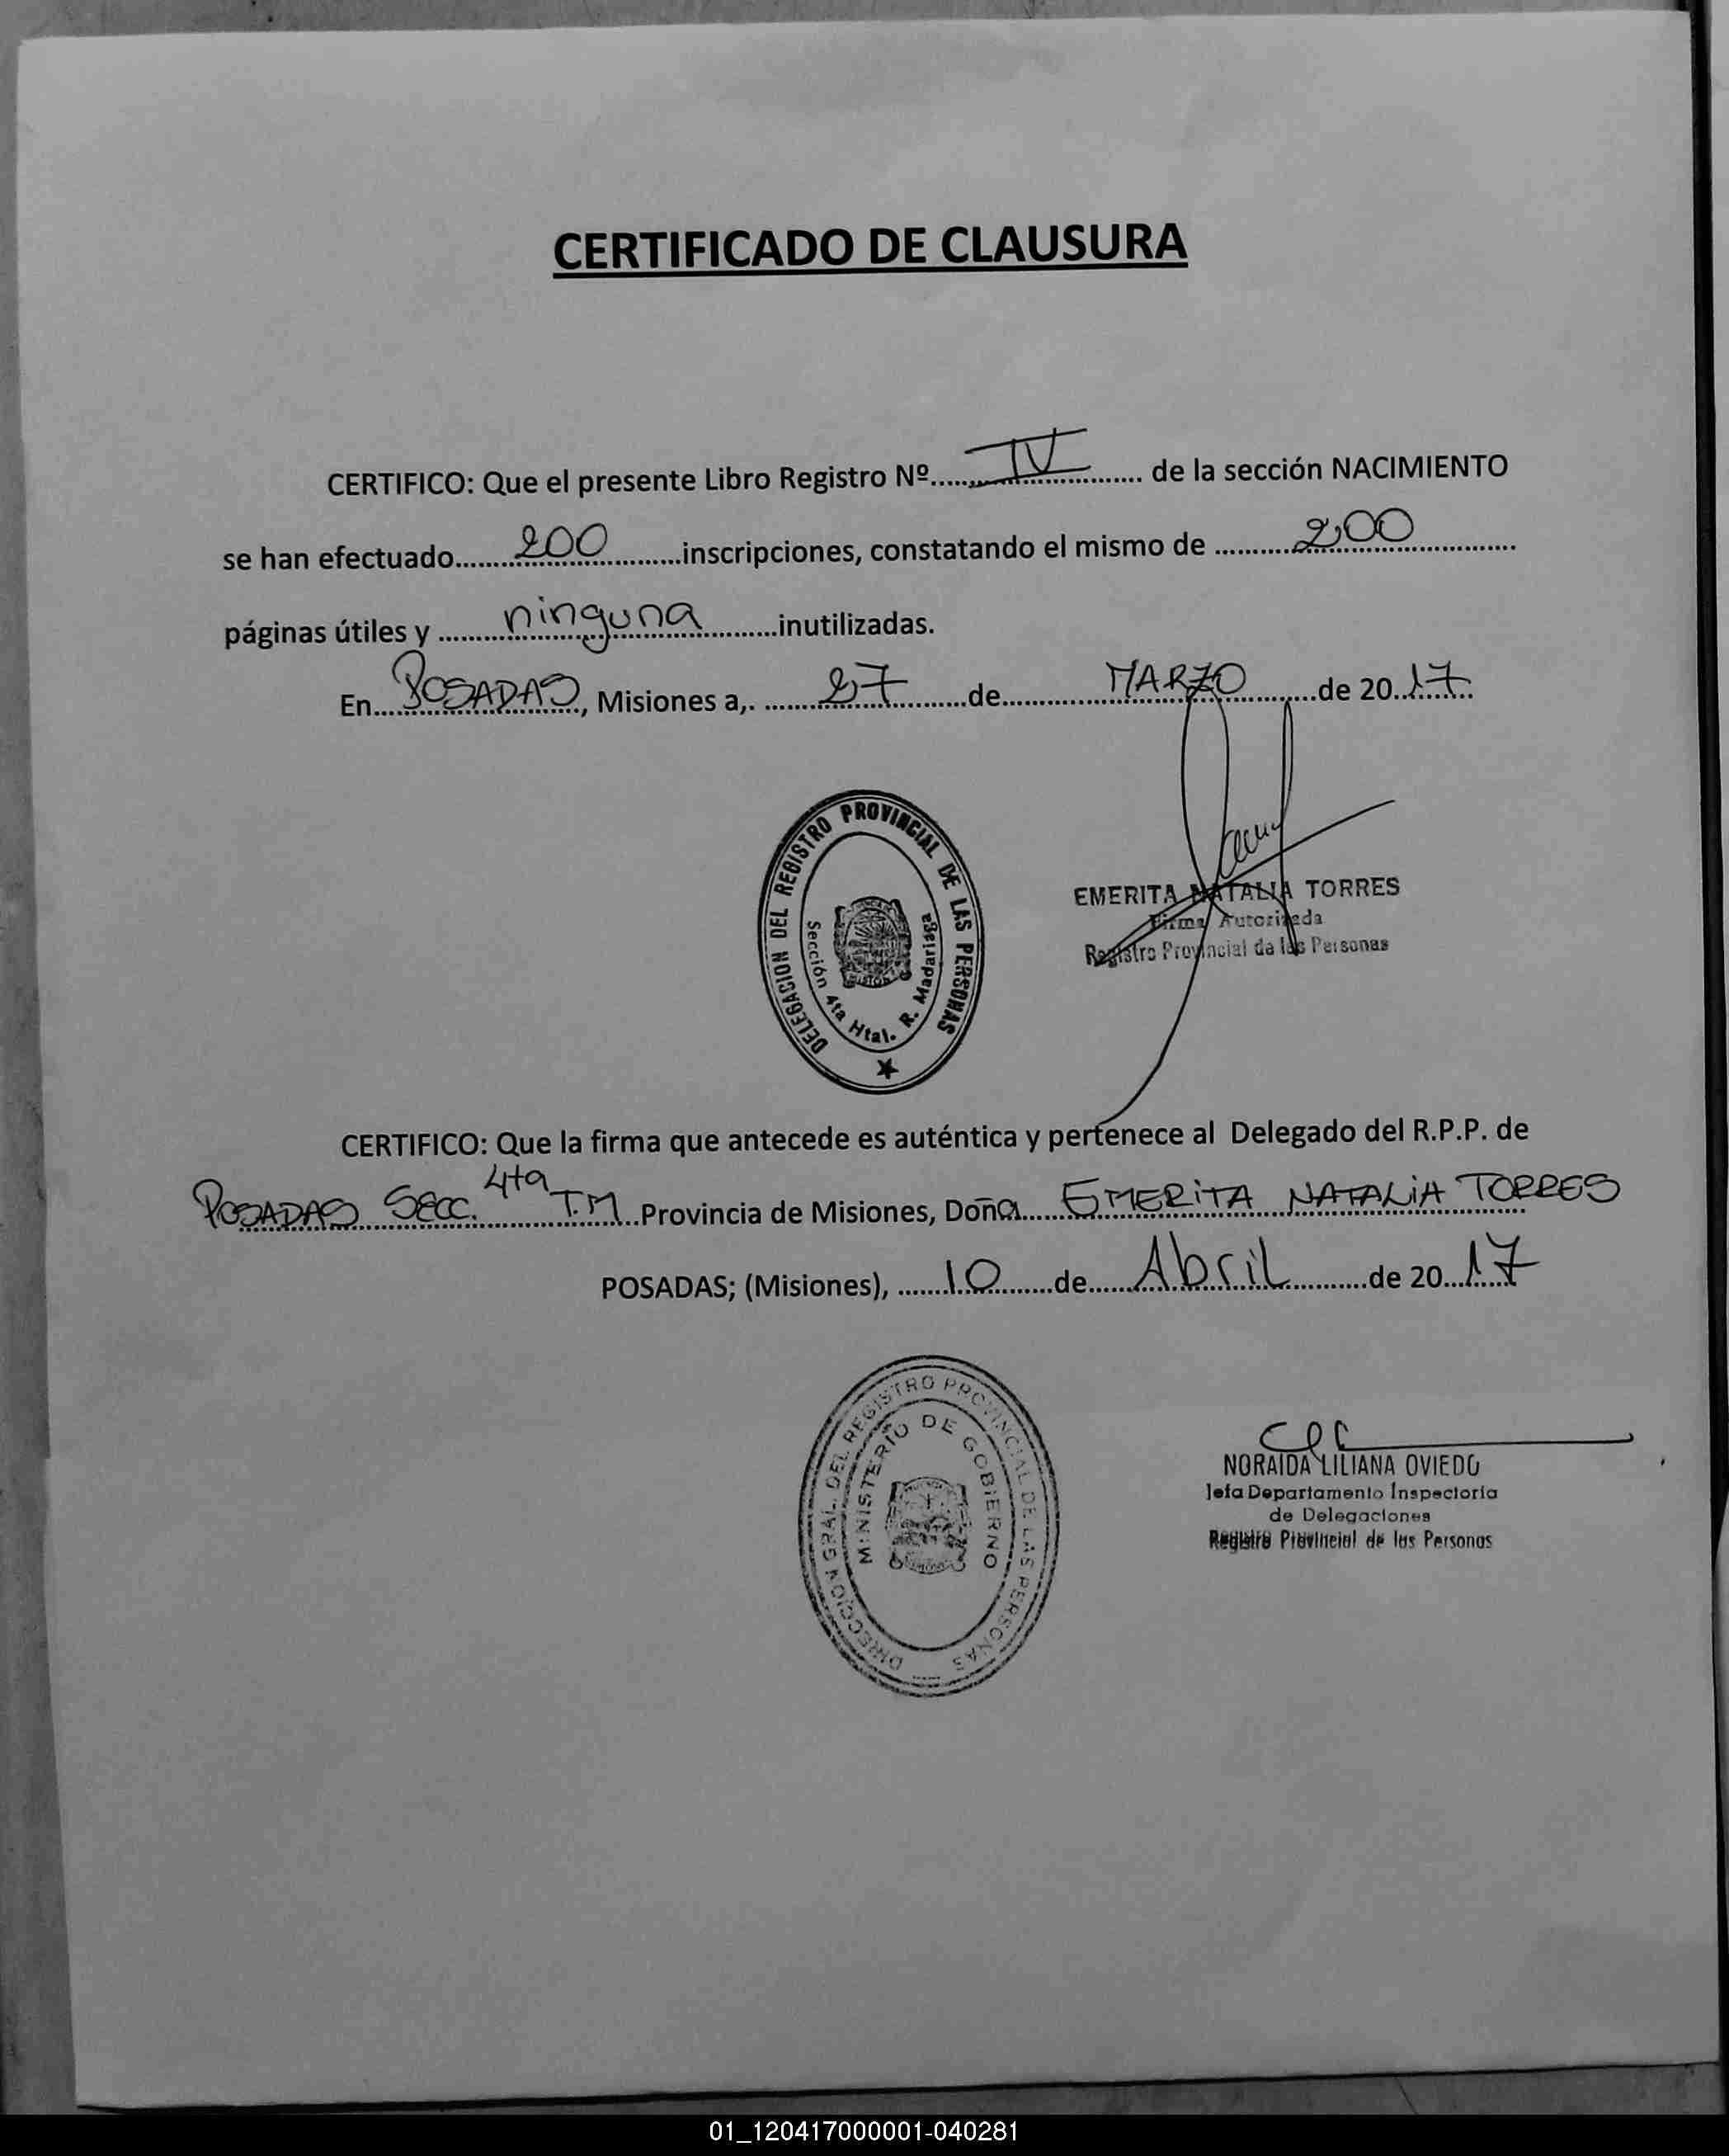 CERTIFICADO DE CLAUSURA
CERTIFICO: Que el presente Libro Registro Nº.....IV..... de la sección NACIMIENTO
se han efectuado.....200.....inscripciones, constatando el mismo de .....200.....
páginas útiles y .....ninguna.....inutilizadas.
En.....POSADAS....., Misiones a,. .....27.....de.....MARZO.....de 20..17..
DELEGACION DEL REGISTRO PROVINCIAL DE LAS PERSONAS
Sección 4ta Htal. R. Madariaga
EMERITA NATALIA TORRES
Firma Autorizada
Registro Provincial de las Personas
CERTIFICO: Que la firma que antecede es auténtica y pertenece al Delegado del R.P.P. de
POSADAS SECC. 4ta T.M..Provincia de Misiones, Doña.....EMERITA NATALIA TORRES
POSADAS; (Misiones), .....10.....de.....Abril.....de 20...17
DIRECCION GRAL. DEL REGISTRO PROVINCIAL DE LAS PERSONAS
MINISTERIO DE GOBIERNO
NORAIDA LILIANA OVIEDO
Jefa Departamento Inspectoría
de Delegaciones
Registro Provincial de las Personas
01_120417000001-040281